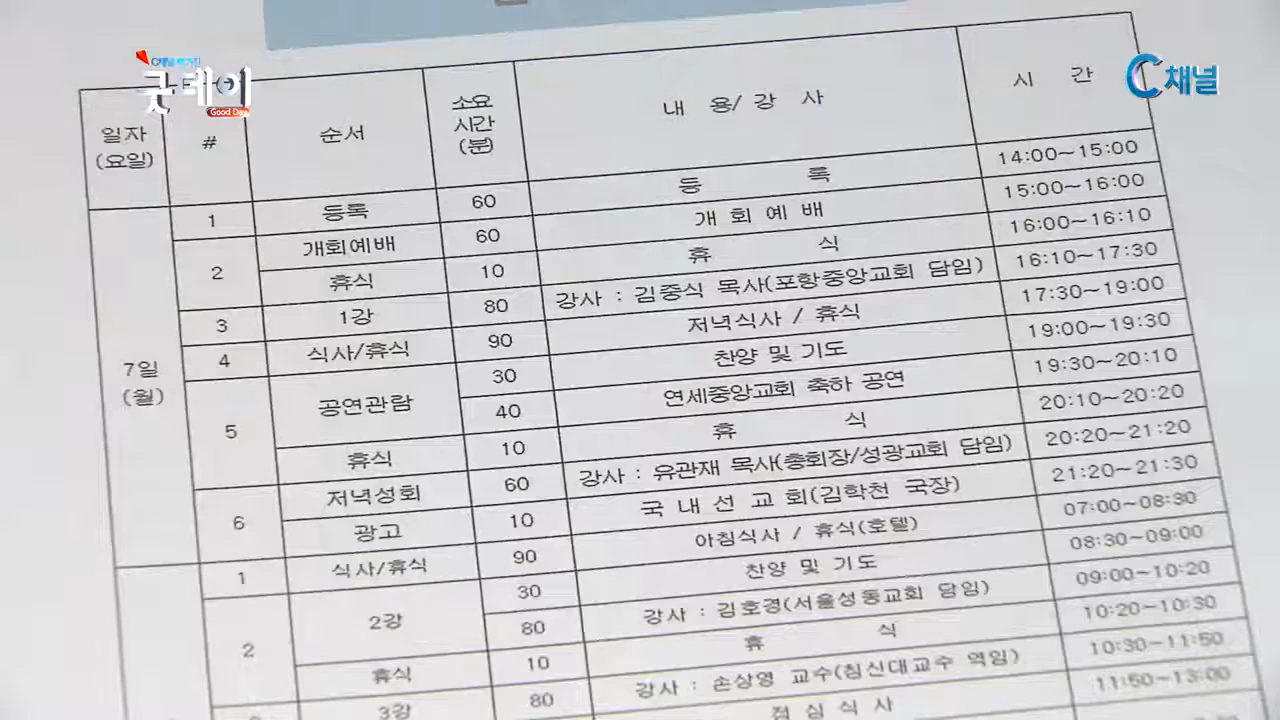 C채널 매거진
굿데이
Good Day
C채널
일자
(요일)
#
순서
소요
시간
(분)
내 용/ 강 사
시 간
7일
(월)
1 등록 60 등 록 14:00~15:00
2 개회예배 60 개 회 예 배 15:00~16:00
휴식 10 휴 식 16:00~16:10
3 1강 80 강사 : 김중식 목사(포항중앙교회 담임) 16:10~17:30
4 식사/휴식 90 저녁식사 / 휴식 17:30~19:00
5 공연관람 30 찬양 및 기도 19:00~19:30
40 연세중앙교회 축하 공연 19:30~20:10
휴식 10 휴 식 20:10~20:20
6 저녁성회 60 강사 : 유관재 목사(총회장/성광교회 담임) 20:20~21:20
광고 10 국 내 선 교 회(김학천 국장) 21:20~21:30
1 식사/휴식 90 아침식사 / 휴식(호텔) 07:00~08:30
2 2강 30 찬양 및 기도 08:30~09:00
80 강사 : 김호경(서울성동교회 담임) 09:00~10:20
휴식 10 휴 식 10:20~10:30
3강 80 강사 : 손상영 교수(침신대교수 역임) 10:30~11:50
점 심 식 사 11:50~13:00